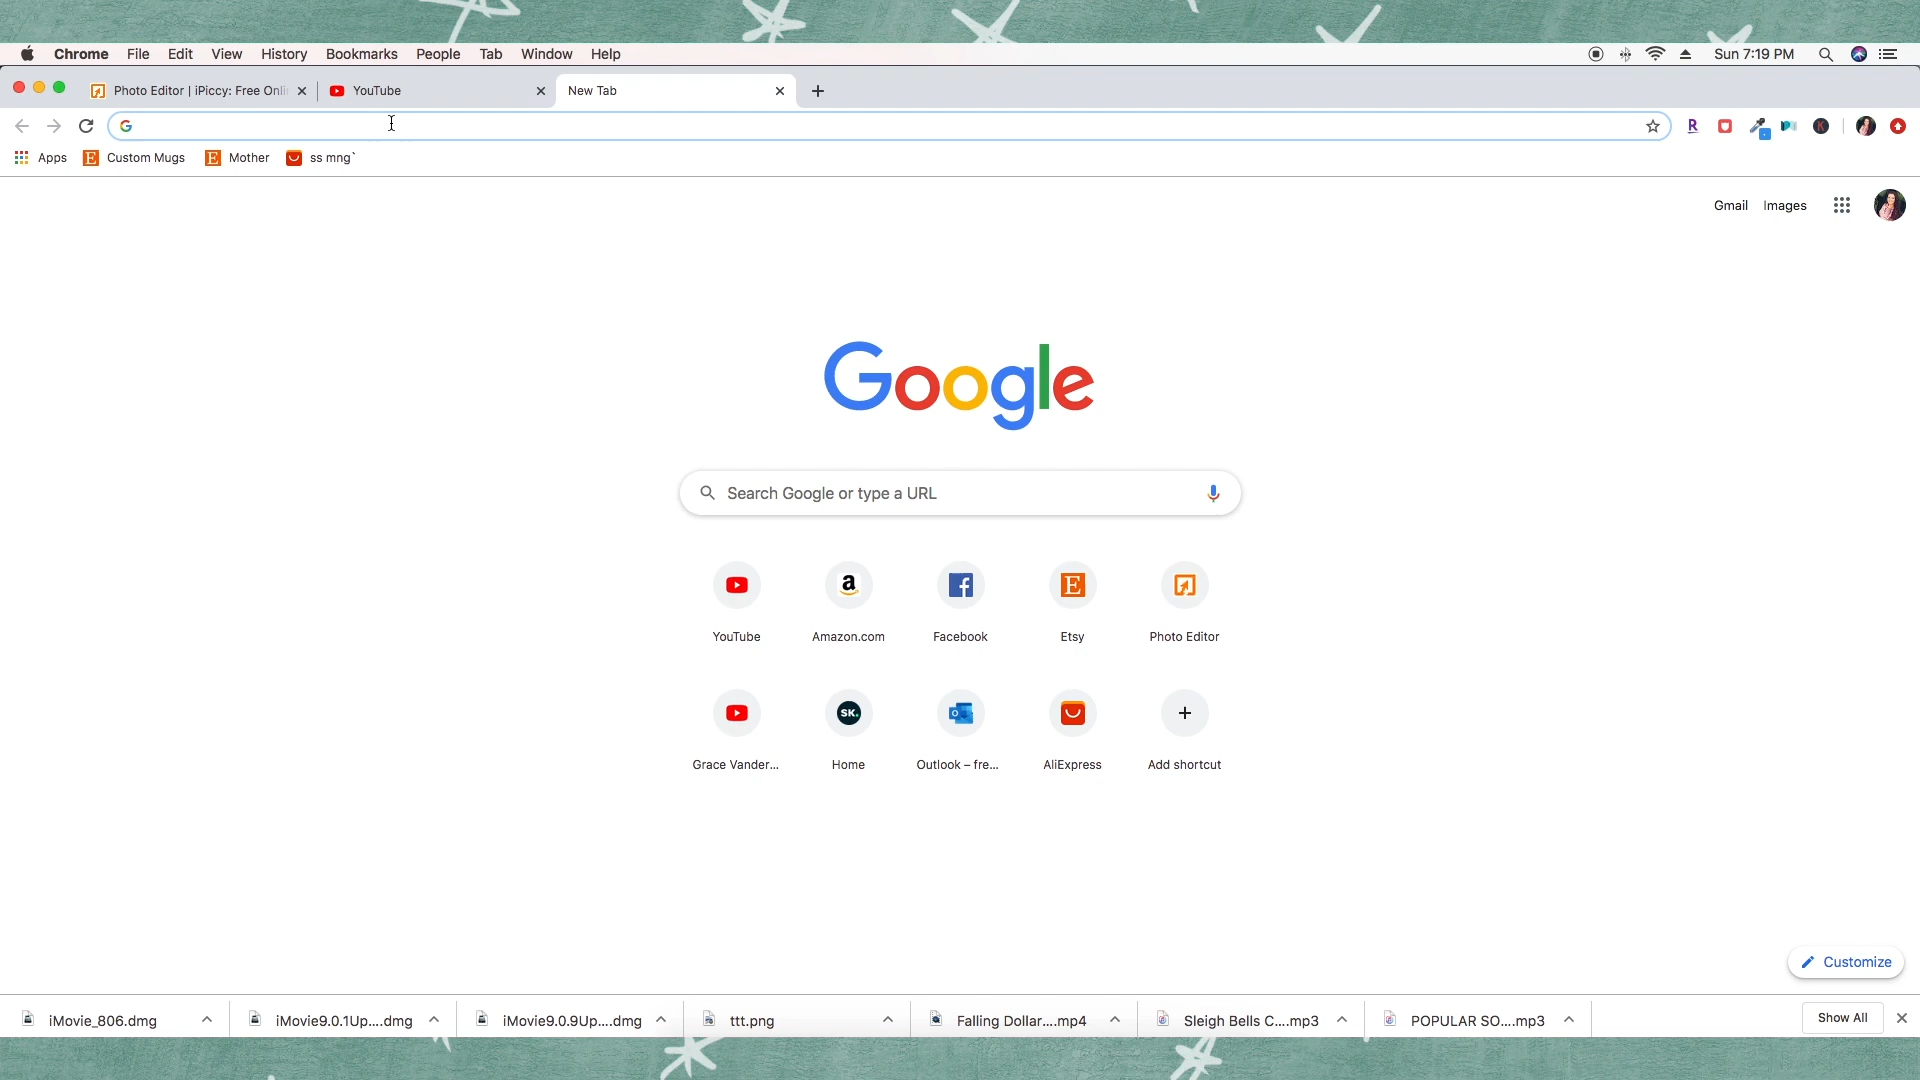 Chrome File Edit View History Bookmarks People Tab Window Help Sun 7:19 PM
Photo Editor | iPiccy: Free Onli YouTube New Tab
Apps Custom Mugs Mother ss mng`
Gmail Images
Google
Search Google or type a URL
YouTube Amazon.com Facebook Etsy Photo Editor
Grace Vander... Home Outlook – fre... AliExpress Add shortcut
Customize
iMovie_806.dmg iMovie9.0.1Up....dmg iMovie9.0.9Up....dmg ttt.png Falling Dollar....mp4 Sleigh Bells C....mp3 POPULAR SO....mp3 Show All